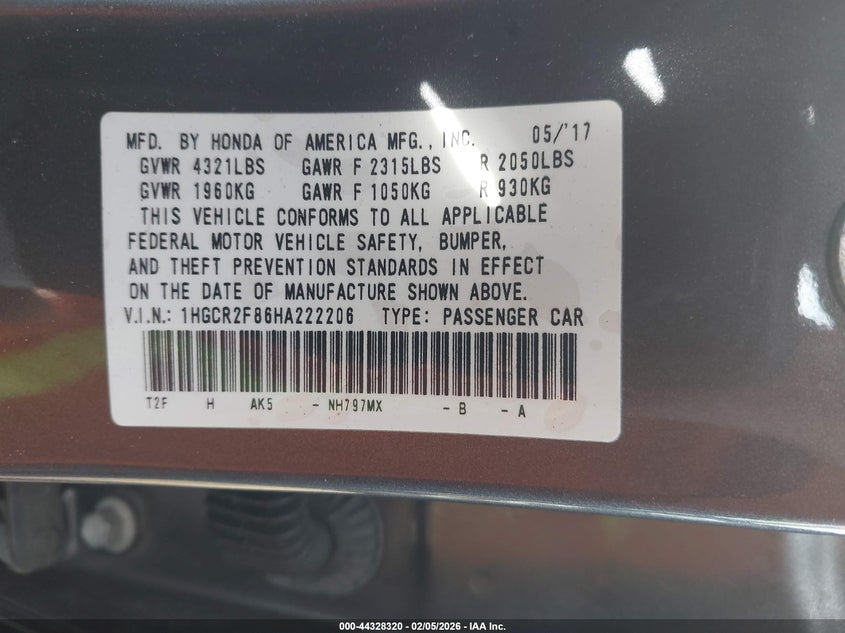 MFD. BY HONDA OF AMERICA MFG., INC. 05/'17
GVWR 4321LBS GAWR F 2315LBS R 2050LBS
GVWR 1960KG GAWR F 1050KG R 930KG
THIS VEHICLE CONFORMS TO ALL APPLICABLE
FEDERAL MOTOR VEHICLE SAFETY, BUMPER,
AND THEFT PREVENTION STANDARDS IN EFFECT
ON THE DATE OF MANUFACTURE SHOWN ABOVE.
V.I.N.: 1HGCR2F86HA222206 TYPE: PASSENGER CAR
T2F H AK5 - NH797MX - B - A
000-44328320 - 02/05/2026 - IAA Inc.